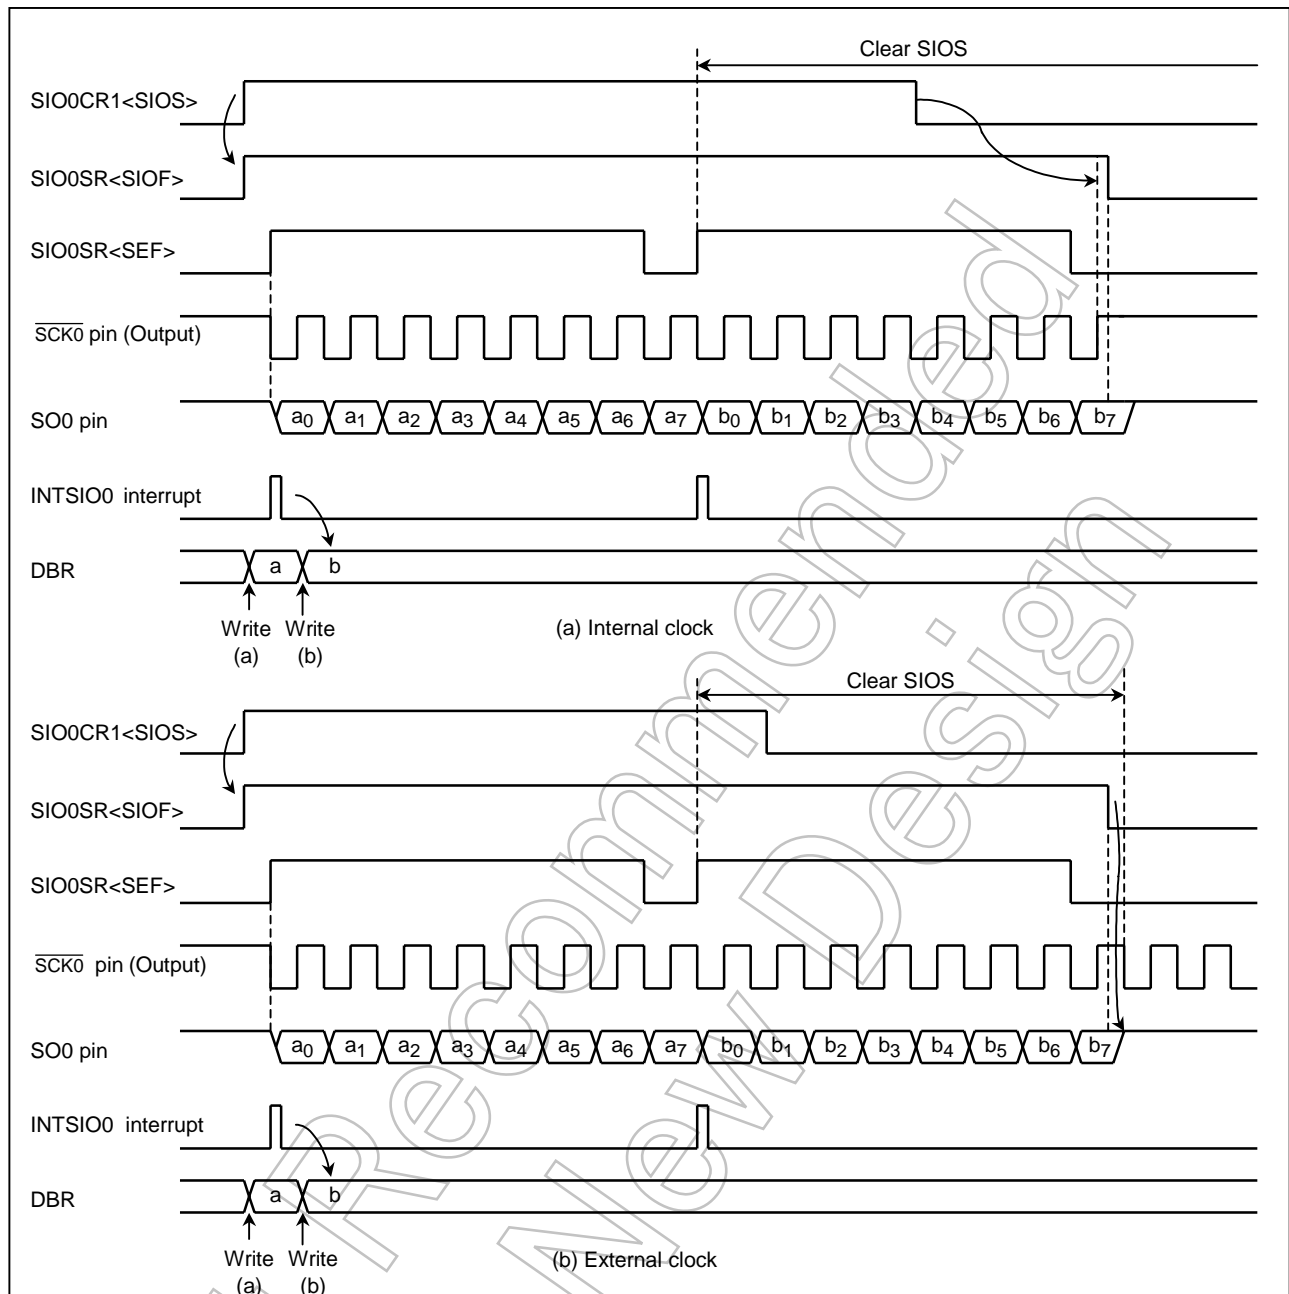 Clear SIOS
SIO0CR1<SIOS>
SIO0SR<SIOF>
SIO0SR<SEF>
SCK0 pin (Output)
SO0 pin
a0 a1 a2 a3 a4 a5 a6 a7 b0 b1 b2 b3 b4 b5 b6 b7
INTSIO0 interrupt
DBR
a b
Write (a)
Write (b)
(a) Internal clock
Clear SIOS
SIO0CR1<SIOS>
SIO0SR<SIOF>
SIO0SR<SEF>
SCK0 pin (Output)
SO0 pin
a0 a1 a2 a3 a4 a5 a6 a7 b0 b1 b2 b3 b4 b5 b6 b7
INTSIO0 interrupt
DBR
a b
Write (a)
Write (b)
(b) External clock
Recommended
New Design